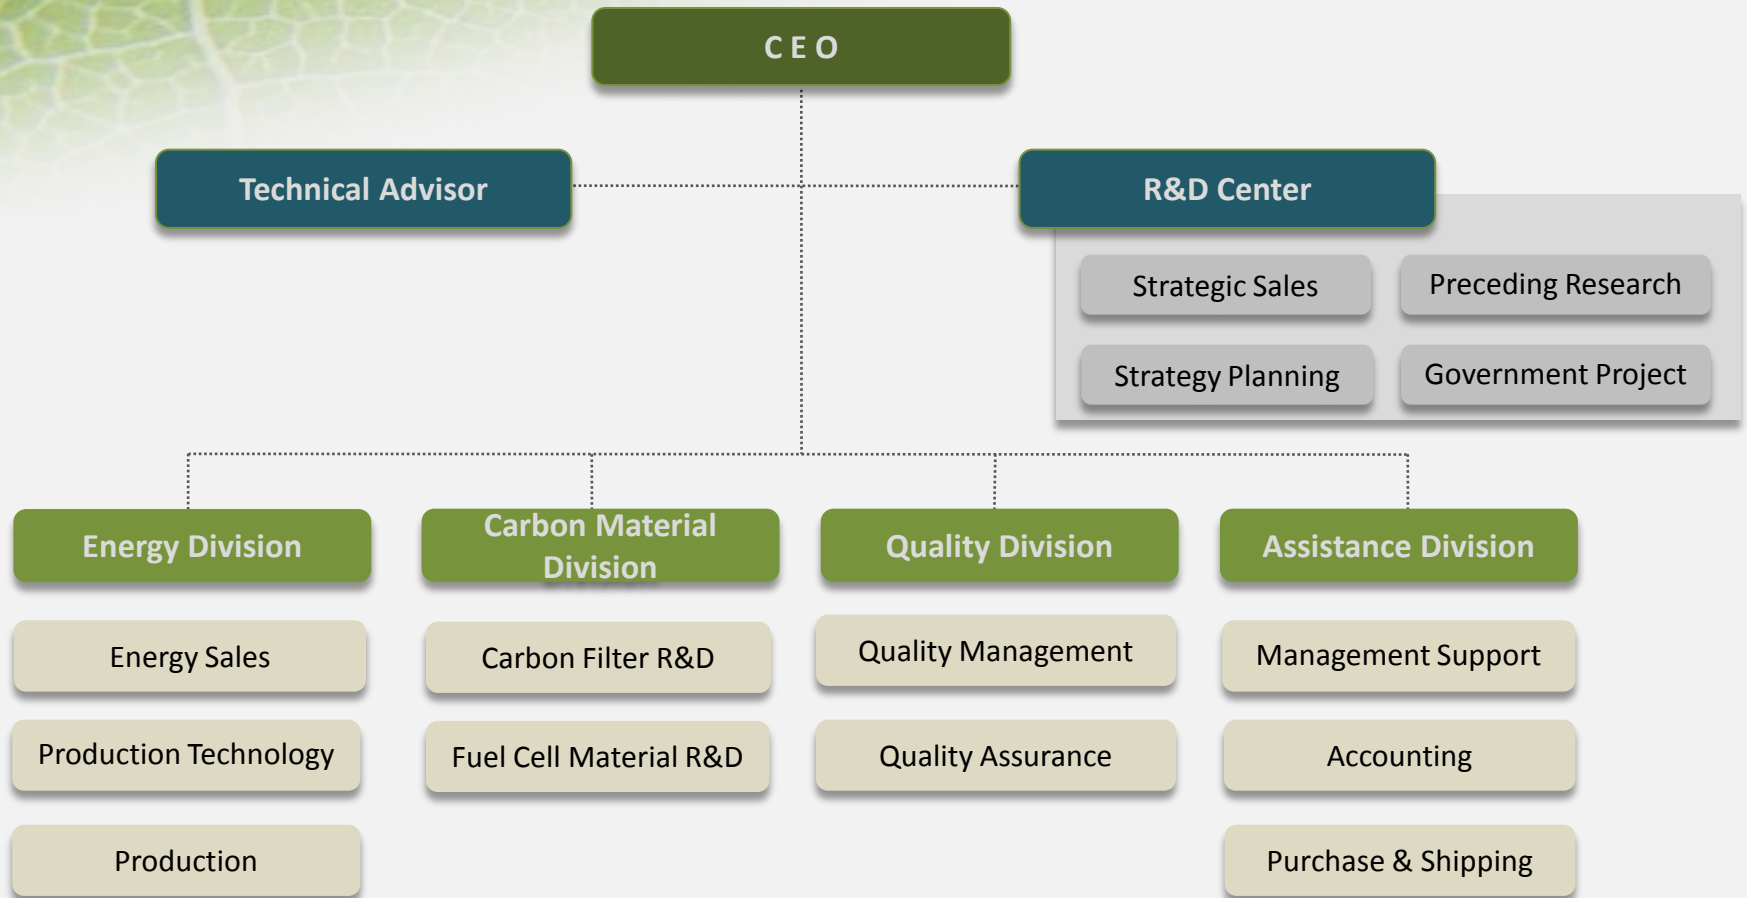 C E O
Technical Advisor
R&D Center
Strategic Sales
Preceding Research
Strategy Planning
Government Project
Energy Division
Carbon Material
Division
Quality Division
Assistance Division
Energy Sales
Carbon Filter R&D
Quality Management
Management Support
Production Technology
Fuel Cell Material R&D
Quality Assurance
Accounting
Production
Purchase & Shipping